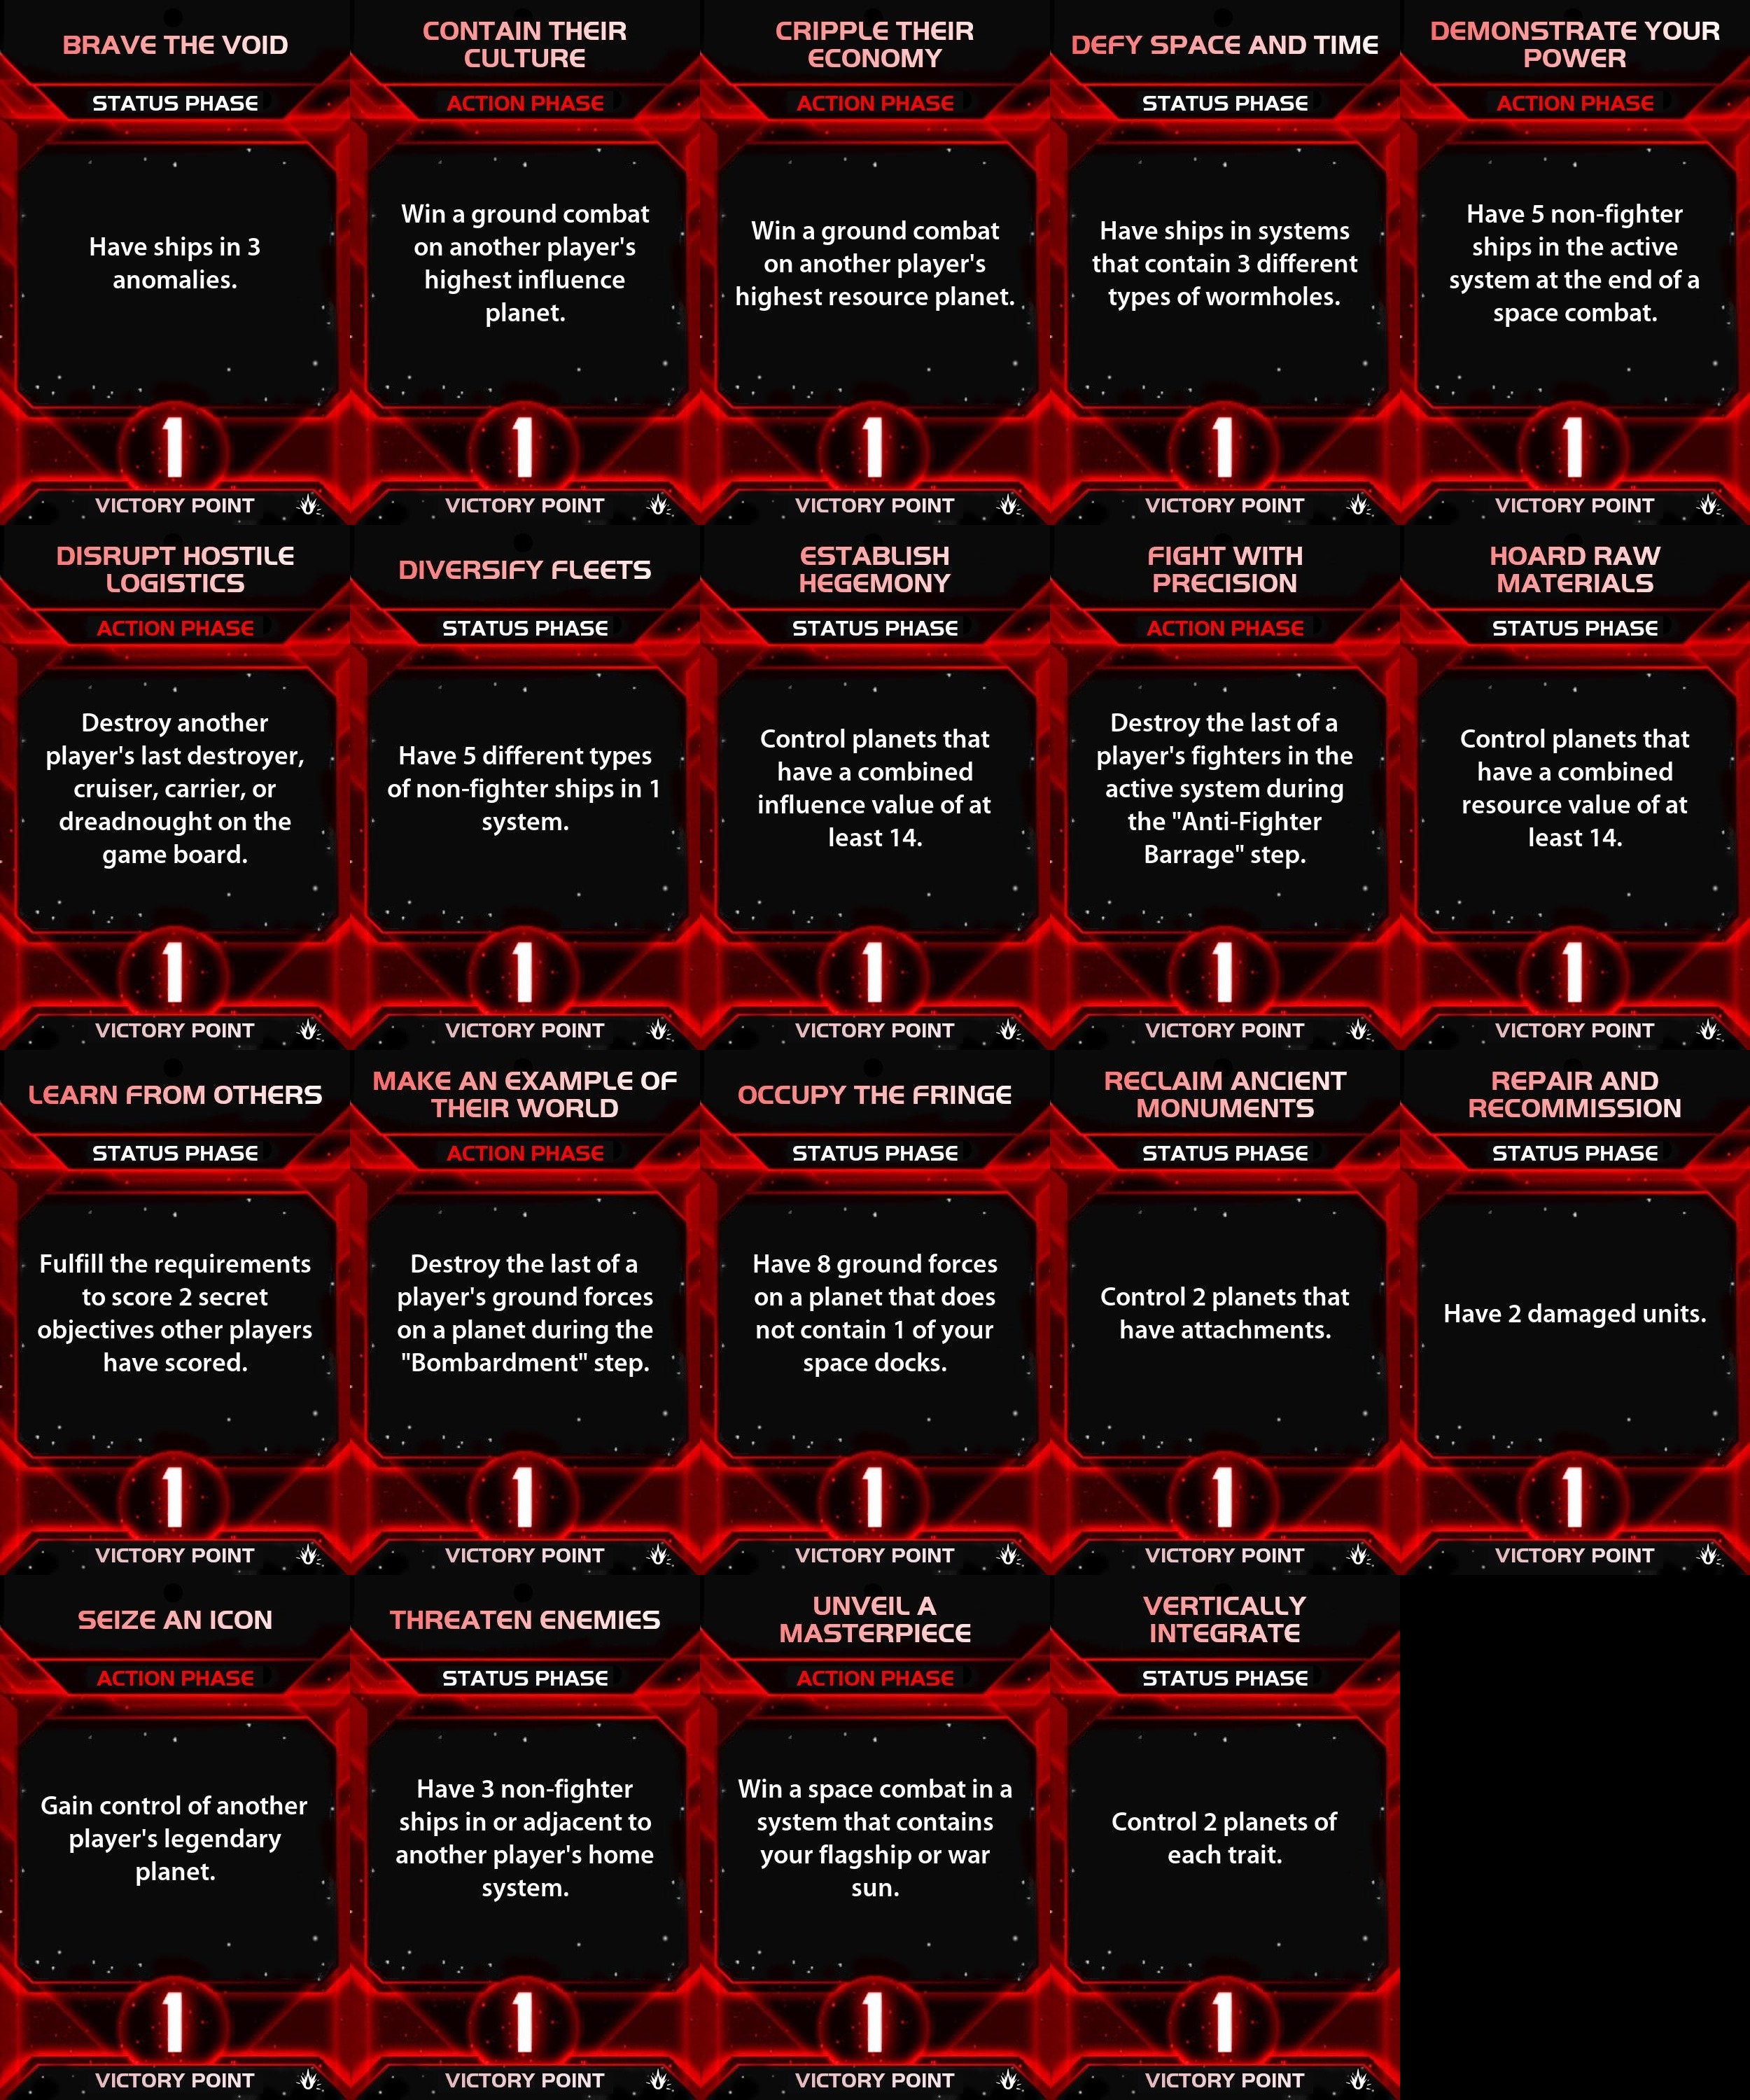 BRAVE THE VOID
STATUS PHASE
Have ships in 3
anomalies.
1
VICTORY POINT
CONTAIN THEIR
CULTURE
ACTION PHASE
Win a ground combat
on another player's
highest influence
planet.
1
VICTORY POINT
CRIPPLE THEIR
ECONOMY
ACTION PHASE
Win a ground combat
on another player's
highest resource planet.
1
VICTORY POINT
DEFY SPACE AND TIME
STATUS PHASE
Have ships in systems
that contain 3 different
types of wormholes.
1
VICTORY POINT
DEMONSTRATE YOUR
POWER
ACTION PHASE
Have 5 non-fighter
ships in the active
system at the end of a
space combat.
1
VICTORY POINT
DISRUPT HOSTILE
LOGISTICS
ACTION PHASE
Destroy another
player's last destroyer,
cruiser, carrier, or
dreadnought on the
game board.
1
VICTORY POINT
DIVERSIFY FLEETS
STATUS PHASE
Have 5 different types
of non-fighter ships in 1
system.
1
VICTORY POINT
ESTABLISH
HEGEMONY
STATUS PHASE
Control planets that
have a combined
influence value of at
least 14.
1
VICTORY POINT
FIGHT WITH
PRECISION
ACTION PHASE
Destroy the last of a
player's fighters in the
active system during
the "Anti-Fighter
Barrage" step.
1
VICTORY POINT
HOARD RAW
MATERIALS
STATUS PHASE
Control planets that
have a combined
resource value of at
least 14.
1
VICTORY POINT
LEARN FROM OTHERS
STATUS PHASE
Fulfill the requirements
to score 2 secret
objectives other players
have scored.
1
VICTORY POINT
MAKE AN EXAMPLE OF
THEIR WORLD
ACTION PHASE
Destroy the last of a
player's ground forces
on a planet during the
"Bombardment" step.
1
VICTORY POINT
OCCUPY THE FRINGE
STATUS PHASE
Have 8 ground forces
on a planet that does
not contain 1 of your
space docks.
1
VICTORY POINT
RECLAIM ANCIENT
MONUMENTS
STATUS PHASE
Control 2 planets that
have attachments.
1
VICTORY POINT
REPAIR AND
RECOMMISSION
STATUS PHASE
Have 2 damaged units.
1
VICTORY POINT
SEIZE AN ICON
ACTION PHASE
Gain control of another
player's legendary
planet.
1
VICTORY POINT
THREATEN ENEMIES
STATUS PHASE
Have 3 non-fighter
ships in or adjacent to
another player's home
system.
1
VICTORY POINT
UNVEIL A
MASTERPIECE
ACTION PHASE
Win a space combat in a
system that contains
your flagship or war
sun.
1
VICTORY POINT
VERTICALLY
INTEGRATE
STATUS PHASE
Control 2 planets of
each trait.
1
VICTORY POINT